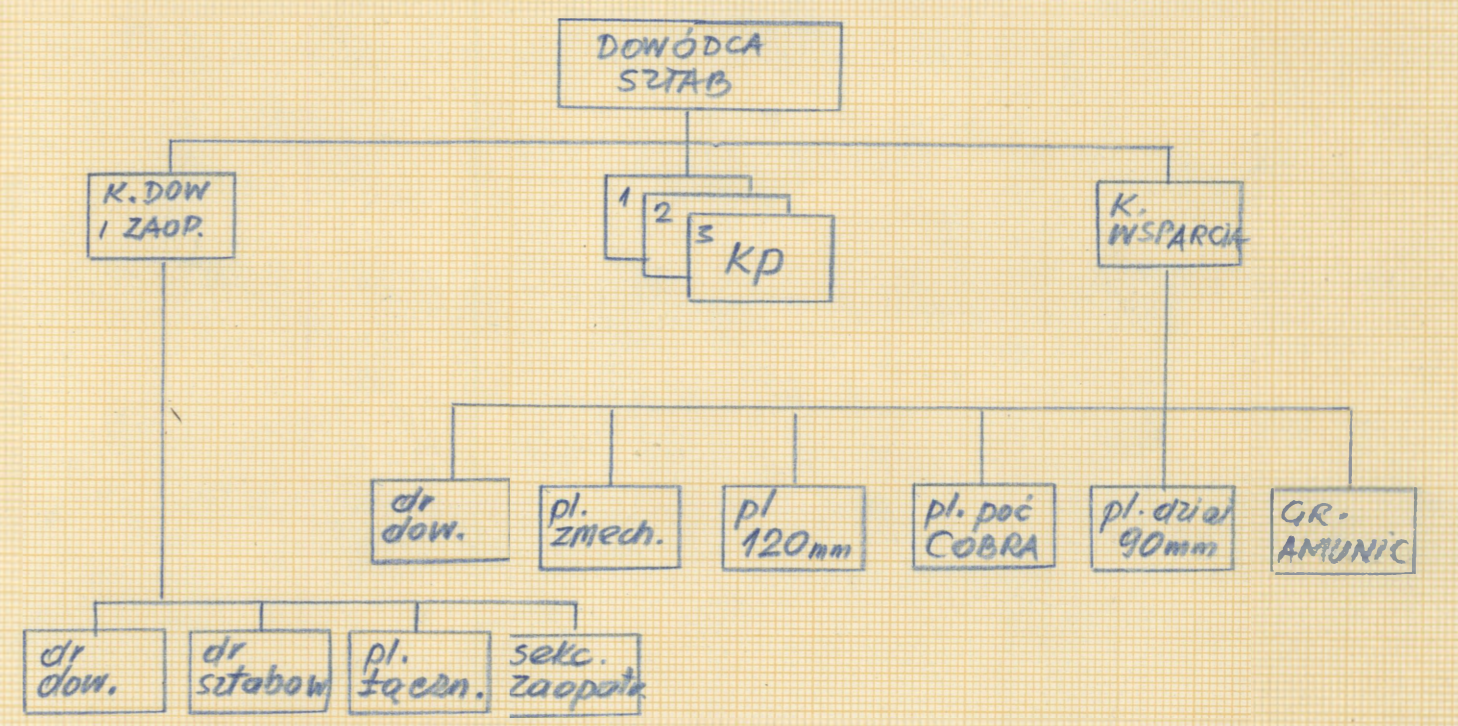 DOWÓDCA
SZTAB
K. DOW
I ZAOP.
1
2
3
KP
K.
WSPARCIA
dr
dow.
pl.
zmech.
pl
120mm
pl. poć
COBRA
pl. dział
90mm
GR.
AMUNIC
dr
dow.
dr
sztabow
pl.
Łączn.
sekc.
zaopatr